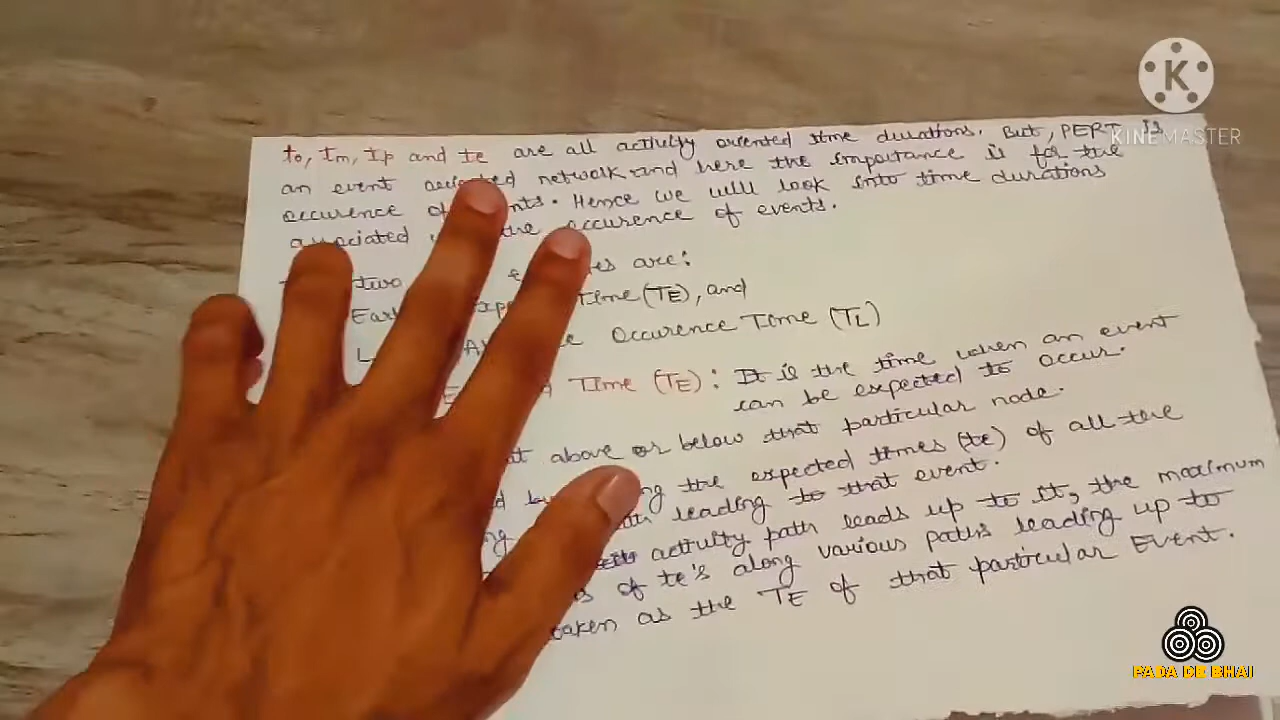 to, Tm, Tp and te are all activity oriented time durations. But, PERT is
an event network and here the importance is for the
occurence Hence we will look into time durations
associated the occurence of events.
two are:
Time (TE), and
Occurence Time (TL)
Time (TE): It is the time when an event
can be expected to occur.
above or below that particular node.
the expected times (te) of all the
leading to that event.
activity path leads up to it, the maximum
of te's along various paths leading up to
taken as the TE of that particular Event.
K
KINEMASTER
PADA DE BHAI